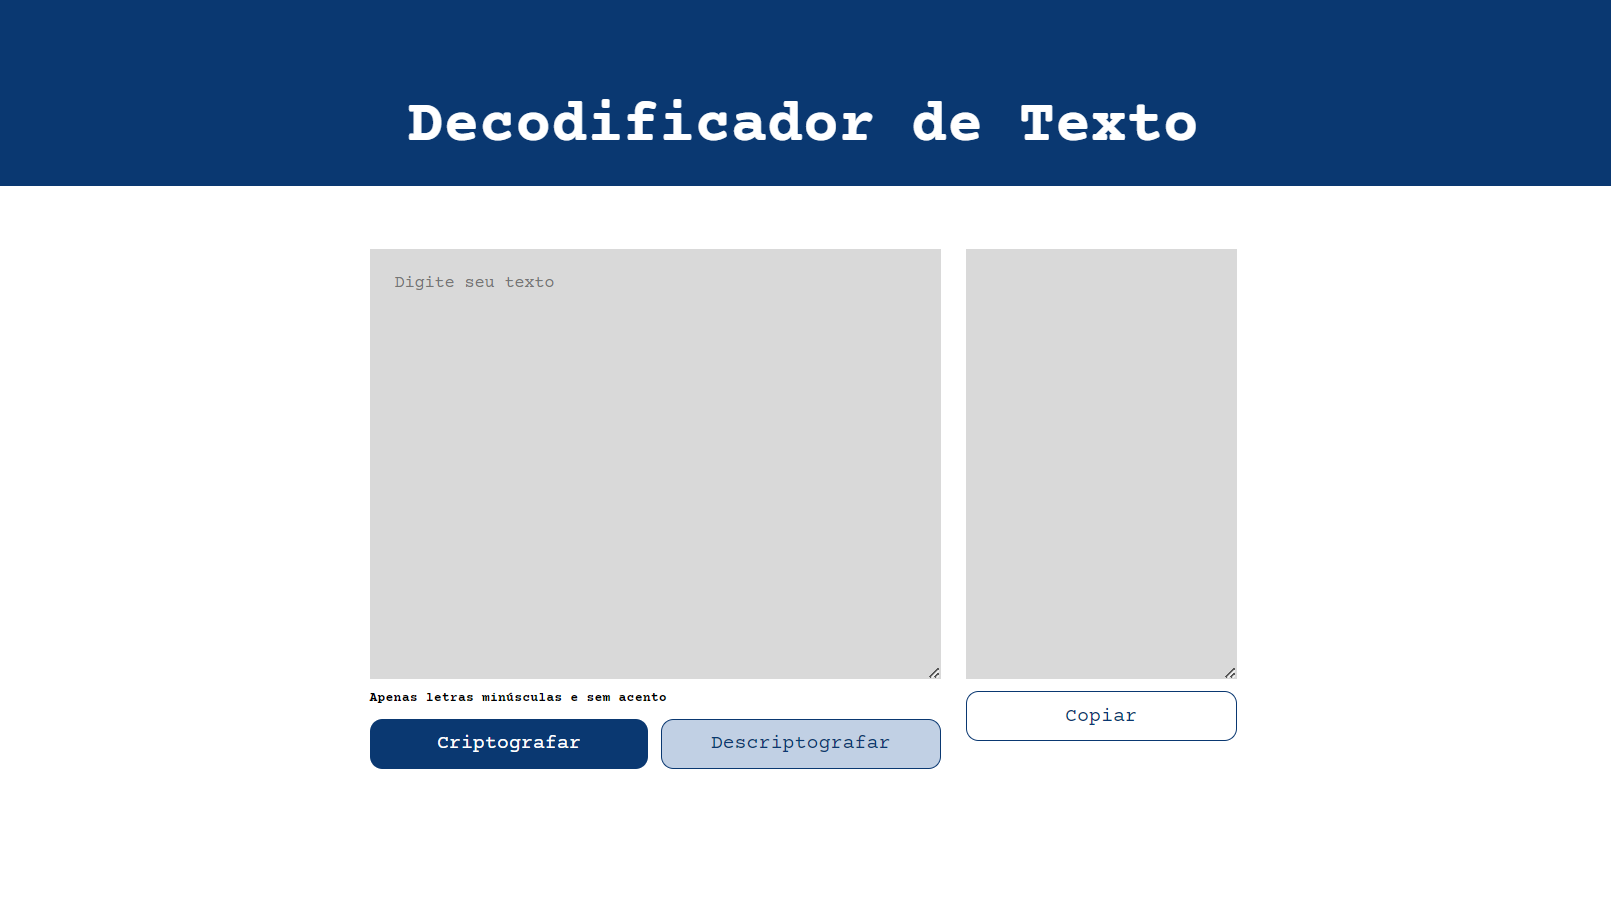 Decodificador de Texto
Digite seu texto
Apenas letras minúsculas e sem acento
Criptografar
Descriptografar
Copiar